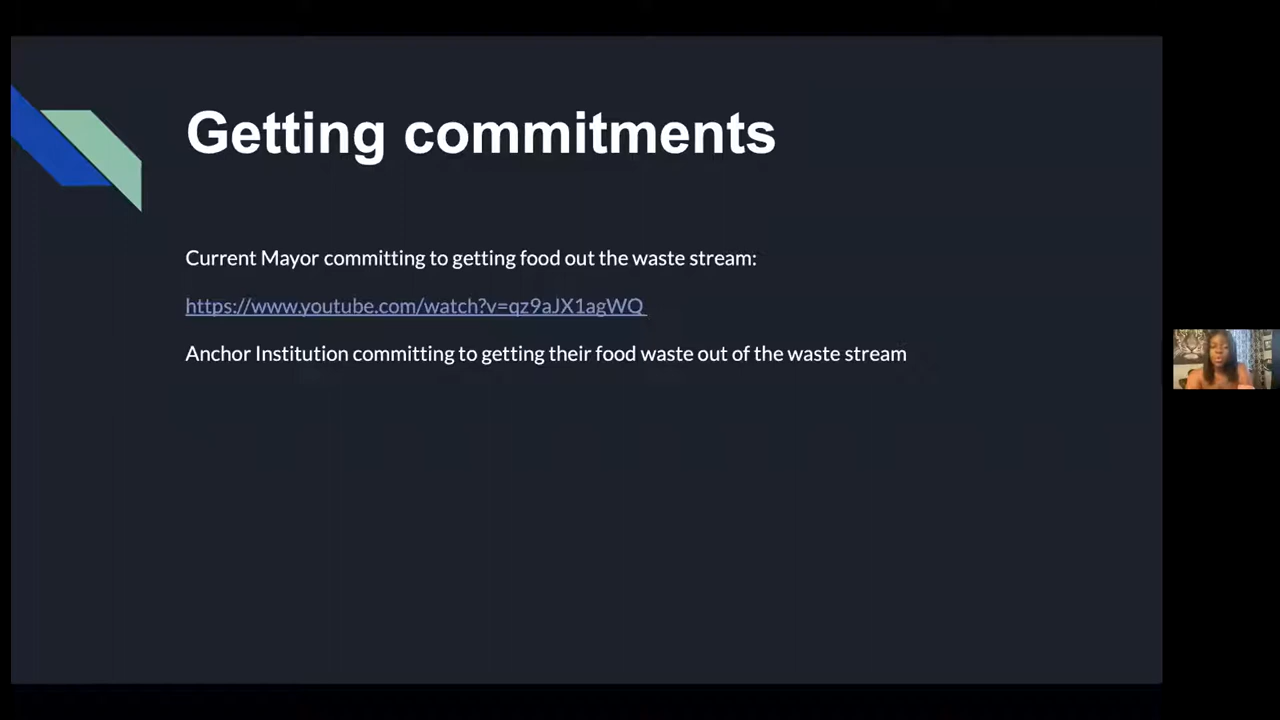 Getting commitments
Current Mayor committing to getting food out the waste stream:
https://www.youtube.com/watch?v=qz9aJX1agWQ
Anchor Institution committing to getting their food waste out of the waste stream